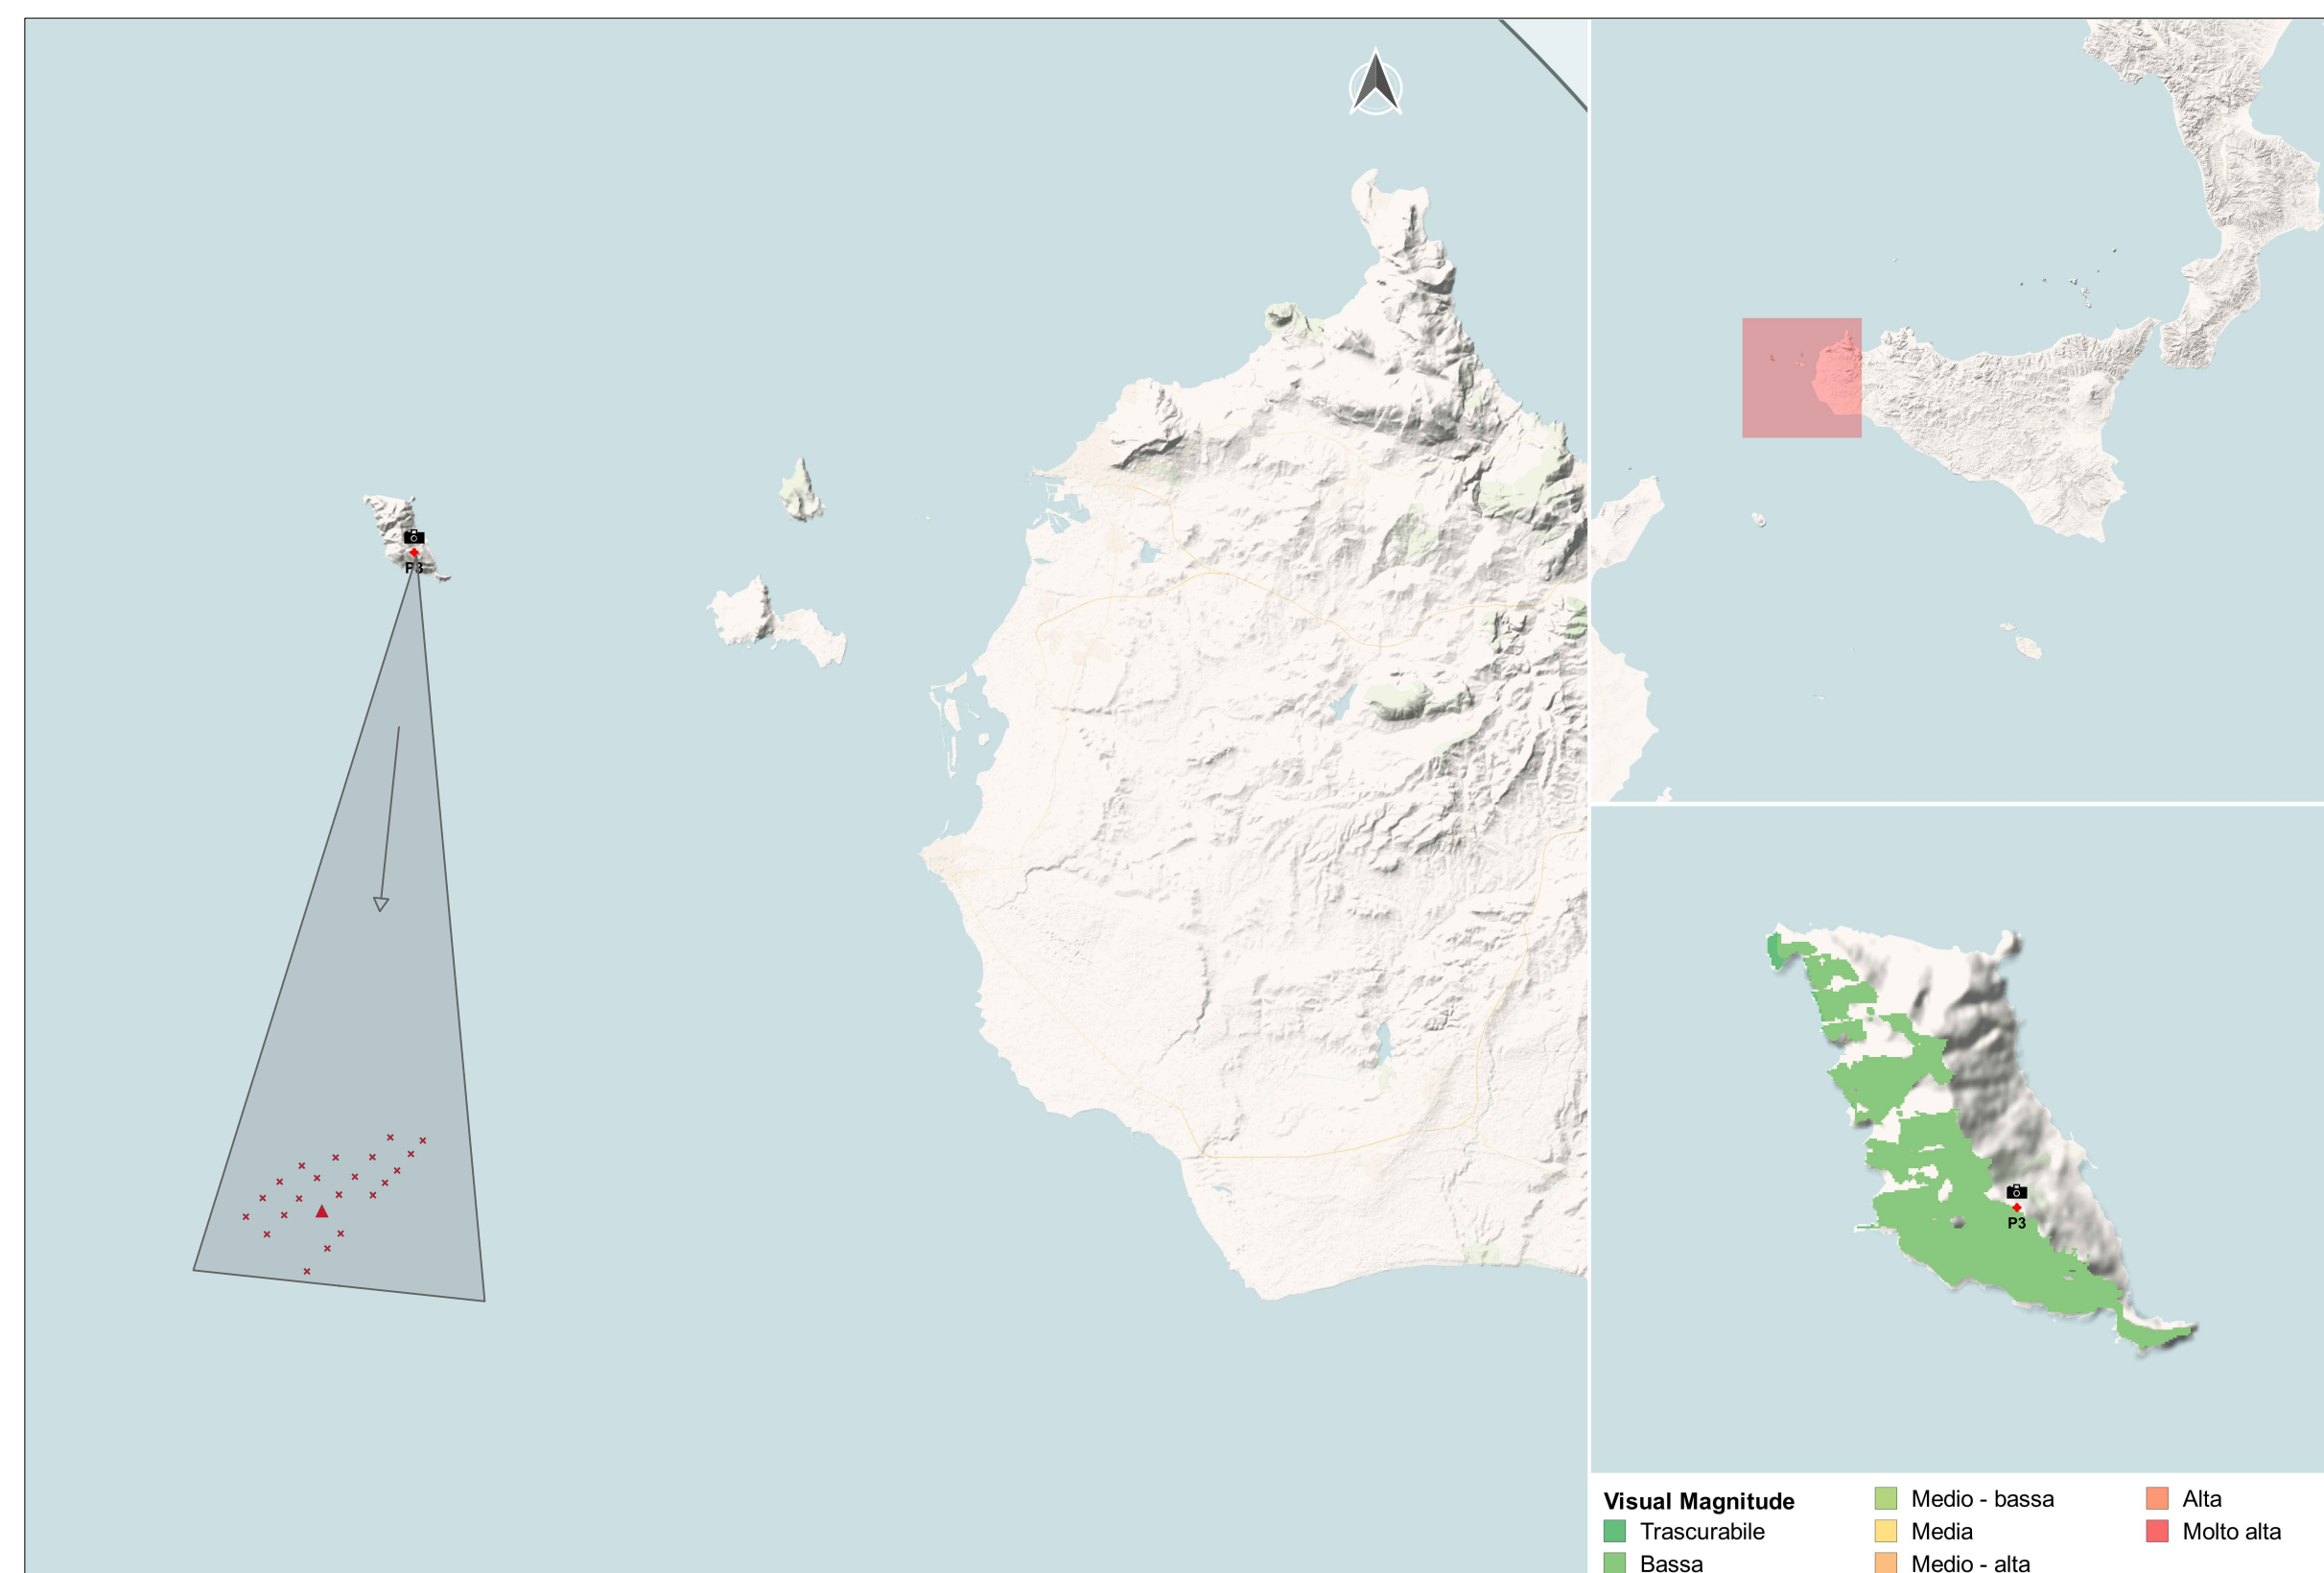 P3
P3
Visual Magnitude
Trascurabile
Bassa
Medio - bassa
Media
Medio - alta
Alta
Molto alta